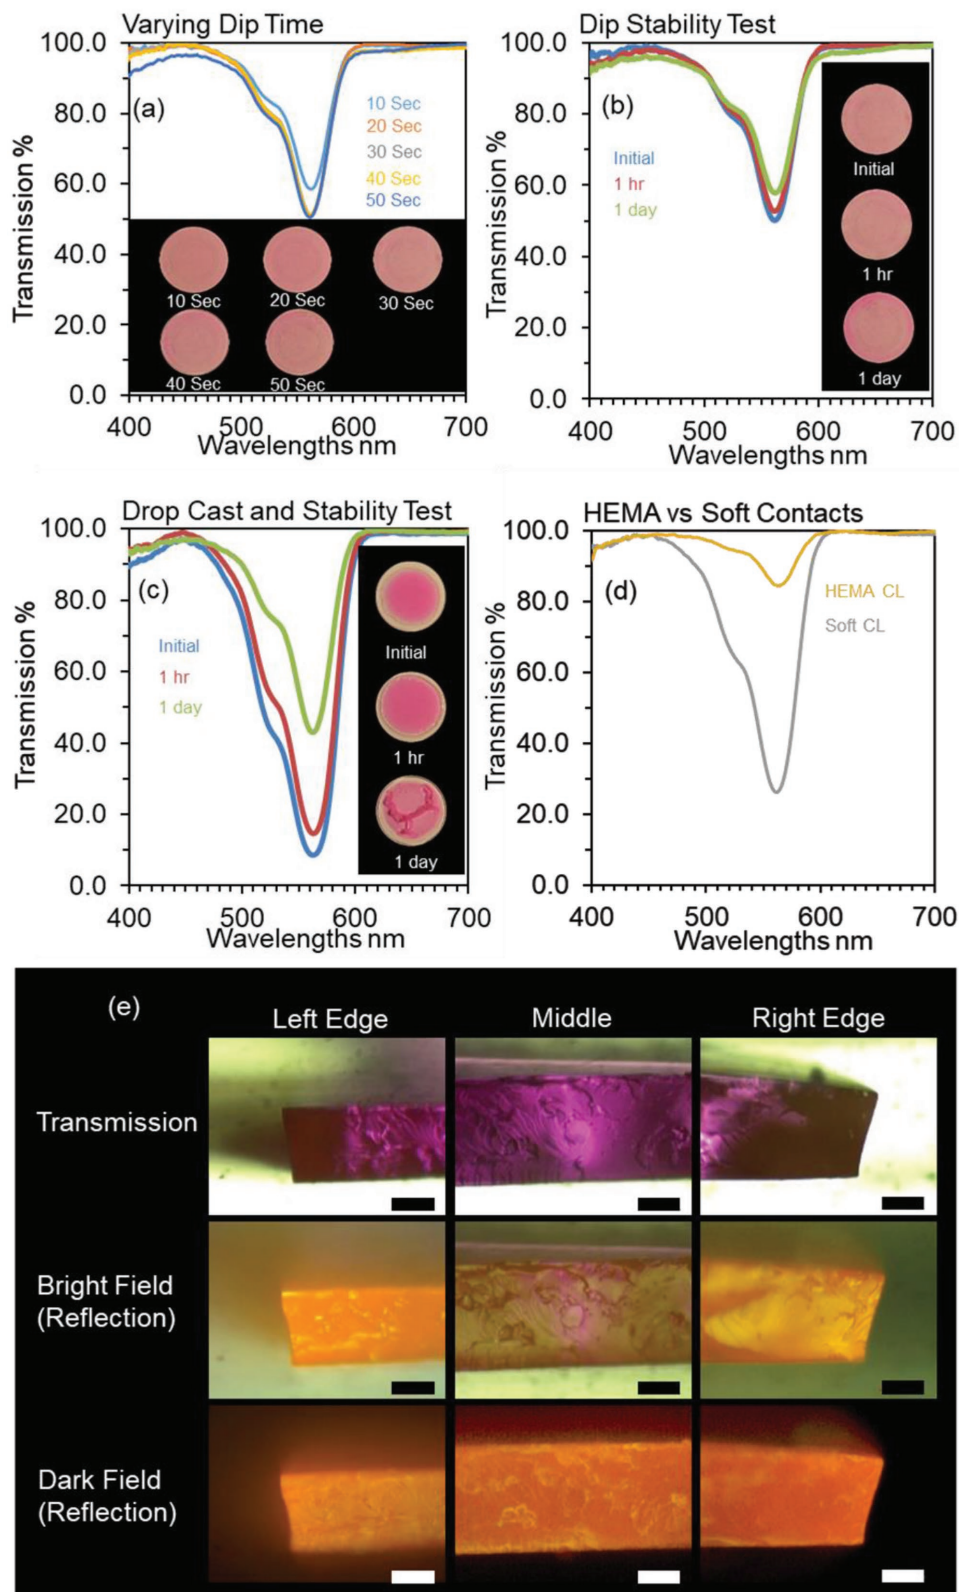 Varying Dip Time
100.0
80.0
60.0
40.0
20.0
0.0
Transmission %
(a)
10 Sec
20 Sec
30 Sec
40 Sec
50 Sec
10 Sec
20 Sec
30 Sec
40 Sec
50 Sec
400
500
600
700
Wavelengths nm
Dip Stability Test
100.0
80.0
60.0
40.0
20.0
0.0
Transmission %
(b)
Initial
1 hr
1 day
Initial
1 hr
1 day
400
500
600
700
Wavelengths nm
Drop Cast and Stability Test
100.0
80.0
60.0
40.0
20.0
0.0
Transmission %
(c)
Initial
1 hr
1 day
Initial
1 hr
1 day
400
500
600
700
Wavelengths nm
HEMA vs Soft Contacts
100.0
80.0
60.0
40.0
20.0
0.0
Transmission %
(d)
HEMA CL
Soft CL
400
500
600
700
Wavelengths nm
(e)
Left Edge
Middle
Right Edge
Transmission
Bright Field
(Reflection)
Dark Field
(Reflection)